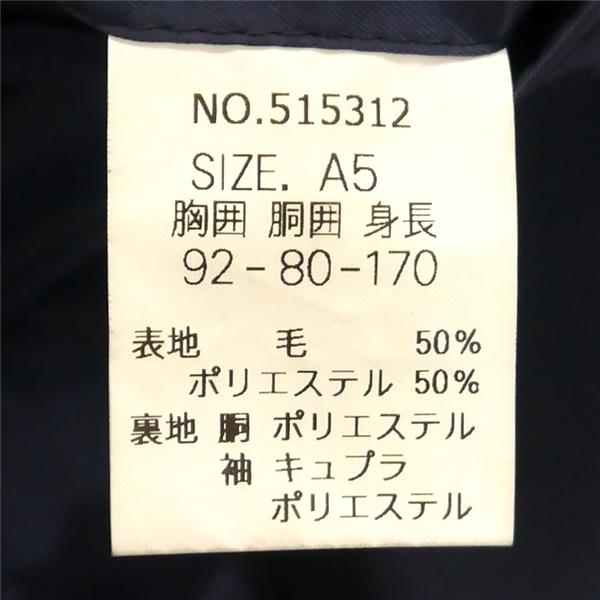 NO.515312
SIZE. A5
胸囲 胴囲 身長
92-80-170
表地 毛 50%
ポリエステル 50%
裏地 胴 ポリエステル
袖 キュプラ
ポリエステル